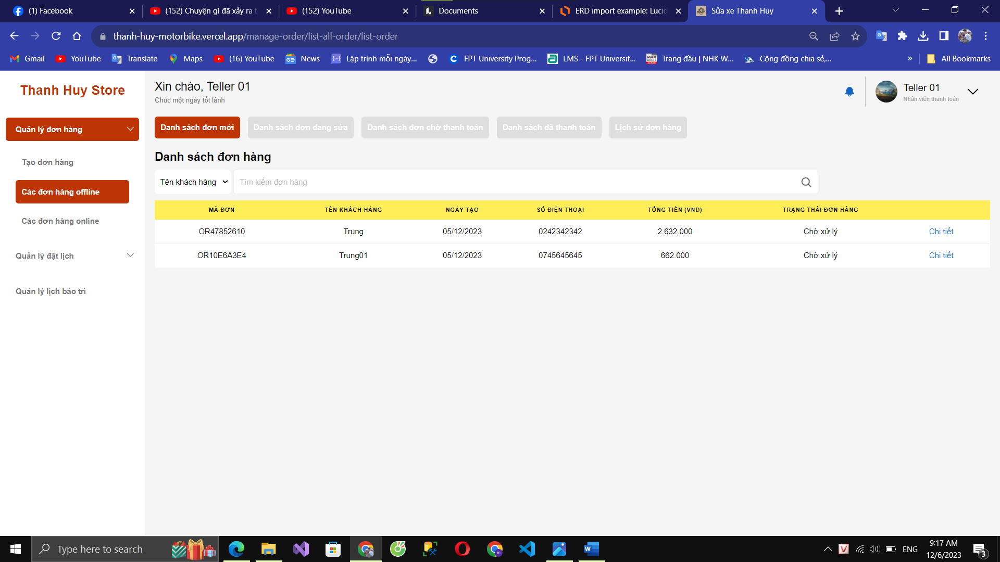 (1) Facebook
(152) Chuyện gì đã xảy ra t
(152) YouTube
Documents
ERD import example: Lucid
Sửa xe Thanh Huy
thanh-huy-motorbike.vercel.app/manage-order/list-all-order/list-order
Gmail
YouTube
Translate
Maps
(16) YouTube
News
Lập trình mỗi ngày...
FPT University Prog...
LMS - FPT Universit...
Trang đầu | NHK W...
Cộng đồng chia sẻ,...
»
All Bookmarks
Thanh Huy Store
Xin chào, Teller 01
Chúc một ngày tốt lành
Teller 01
Nhân viên thanh toán
Quản lý đơn hàng
Tạo đơn hàng
Các đơn hàng offline
Các đơn hàng online
Quản lý đặt lịch
Quản lý lịch bảo trì
Danh sách đơn mới
Danh sách đơn đang sửa
Danh sách đơn chờ thanh toán
Danh sách đã thanh toán
Lịch sử đơn hàng
Danh sách đơn hàng
Tên khách hàng
Tìm kiếm đơn hàng
MÃ ĐƠN TÊN KHÁCH HÀNG NGÀY TẠO SỐ ĐIỆN THOẠI TỔNG TIỀN (VND) TRẠNG THÁI ĐƠN HÀNG
OR47852610 Trung 05/12/2023 0242342342 2.632.000 Chờ xử lý Chi tiết
OR10E6A3E4 Trung01 05/12/2023 0745645645 662.000 Chờ xử lý Chi tiết
Type here to search
ENG
9:17 AM
12/6/2023
3